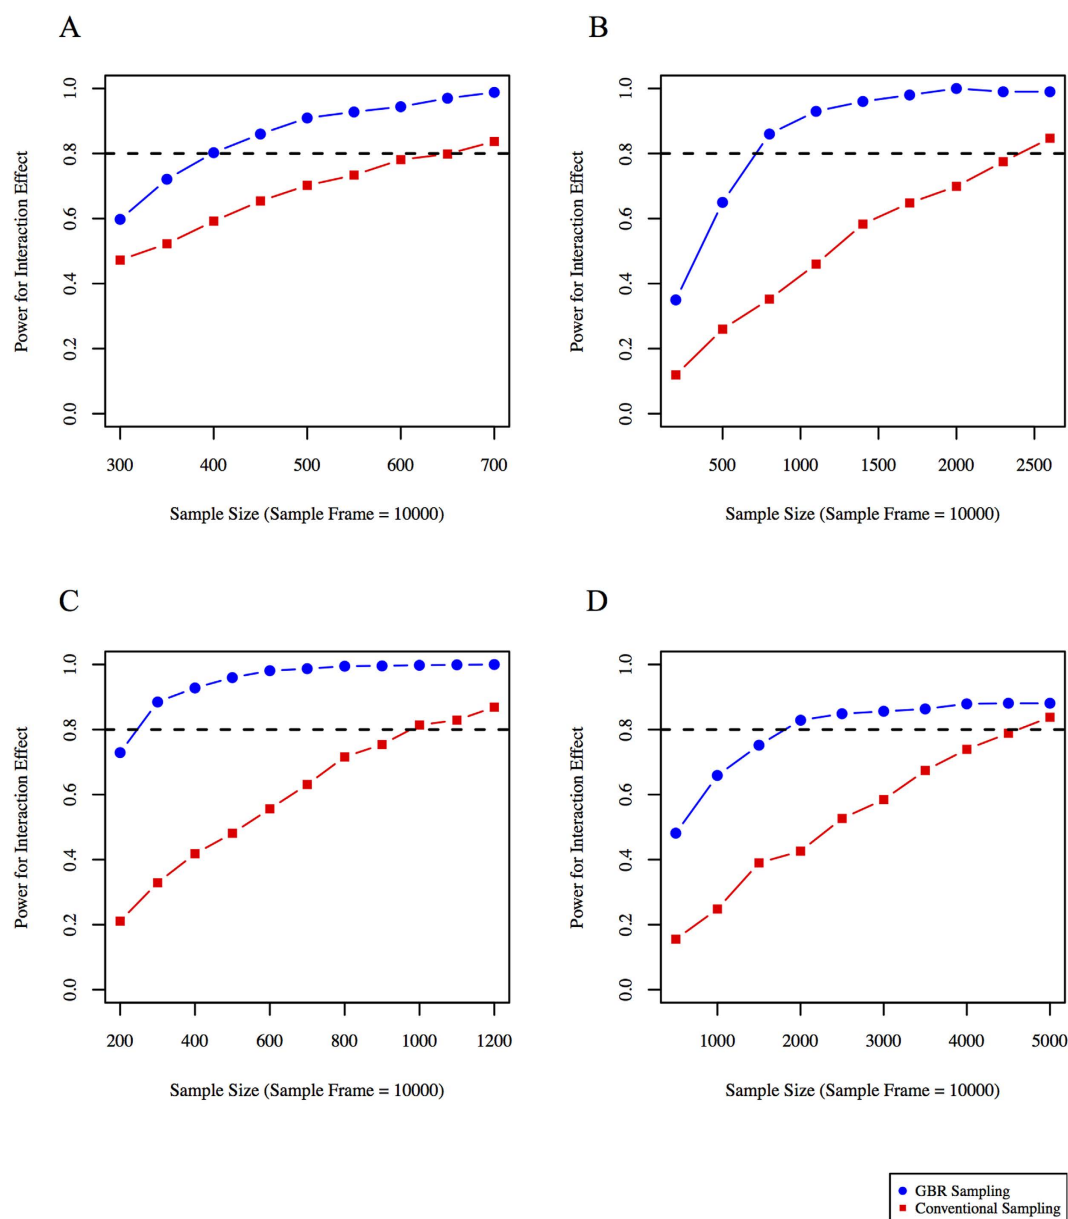 A
Power for Interaction Effect
1.0
0.8
0.6
0.4
0.2
0.0
300 400 500 600 700
Sample Size (Sample Frame = 10000)
B
Power for Interaction Effect
1.0
0.8
0.6
0.4
0.2
0.0
500 1000 1500 2000 2500
Sample Size (Sample Frame = 10000)
C
Power for Interaction Effect
1.0
0.8
0.6
0.4
0.2
0.0
200 400 600 800 1000 1200
Sample Size (Sample Frame = 10000)
D
Power for Interaction Effect
1.0
0.8
0.6
0.4
0.2
0.0
1000 2000 3000 4000 5000
Sample Size (Sample Frame = 10000)
GBR Sampling
Conventional Sampling